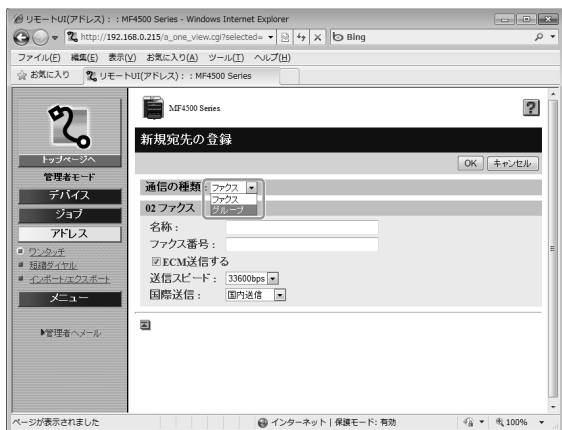 リモートUI(アドレス)：：MF4500 Series - Windows Internet Explorer
http://192.168.0.215/a_one_view.cgi?selected=
Bing
ファイル(F) 編集(E) 表示(V) お気に入り(A) ツール(T) ヘルプ(H)
お気に入り
リモートUI(アドレス)：：MF4500 Series
MF4500 Series
新規宛先の登録
OK
キャンセル
トップページへ
管理者モード
デバイス
ジョブ
アドレス
ワンタッチ
短縮ダイヤル
インポート/エクスポート
メニュー
管理者へメール
通信の種類：
ファクス
ファクス
グループ
02 ファクス
名称：
ファクス番号：
ECM送信する
送信スピード：33600bps
国際送信：国内送信
ページが表示されました
インターネット | 保護モード: 有効
100%